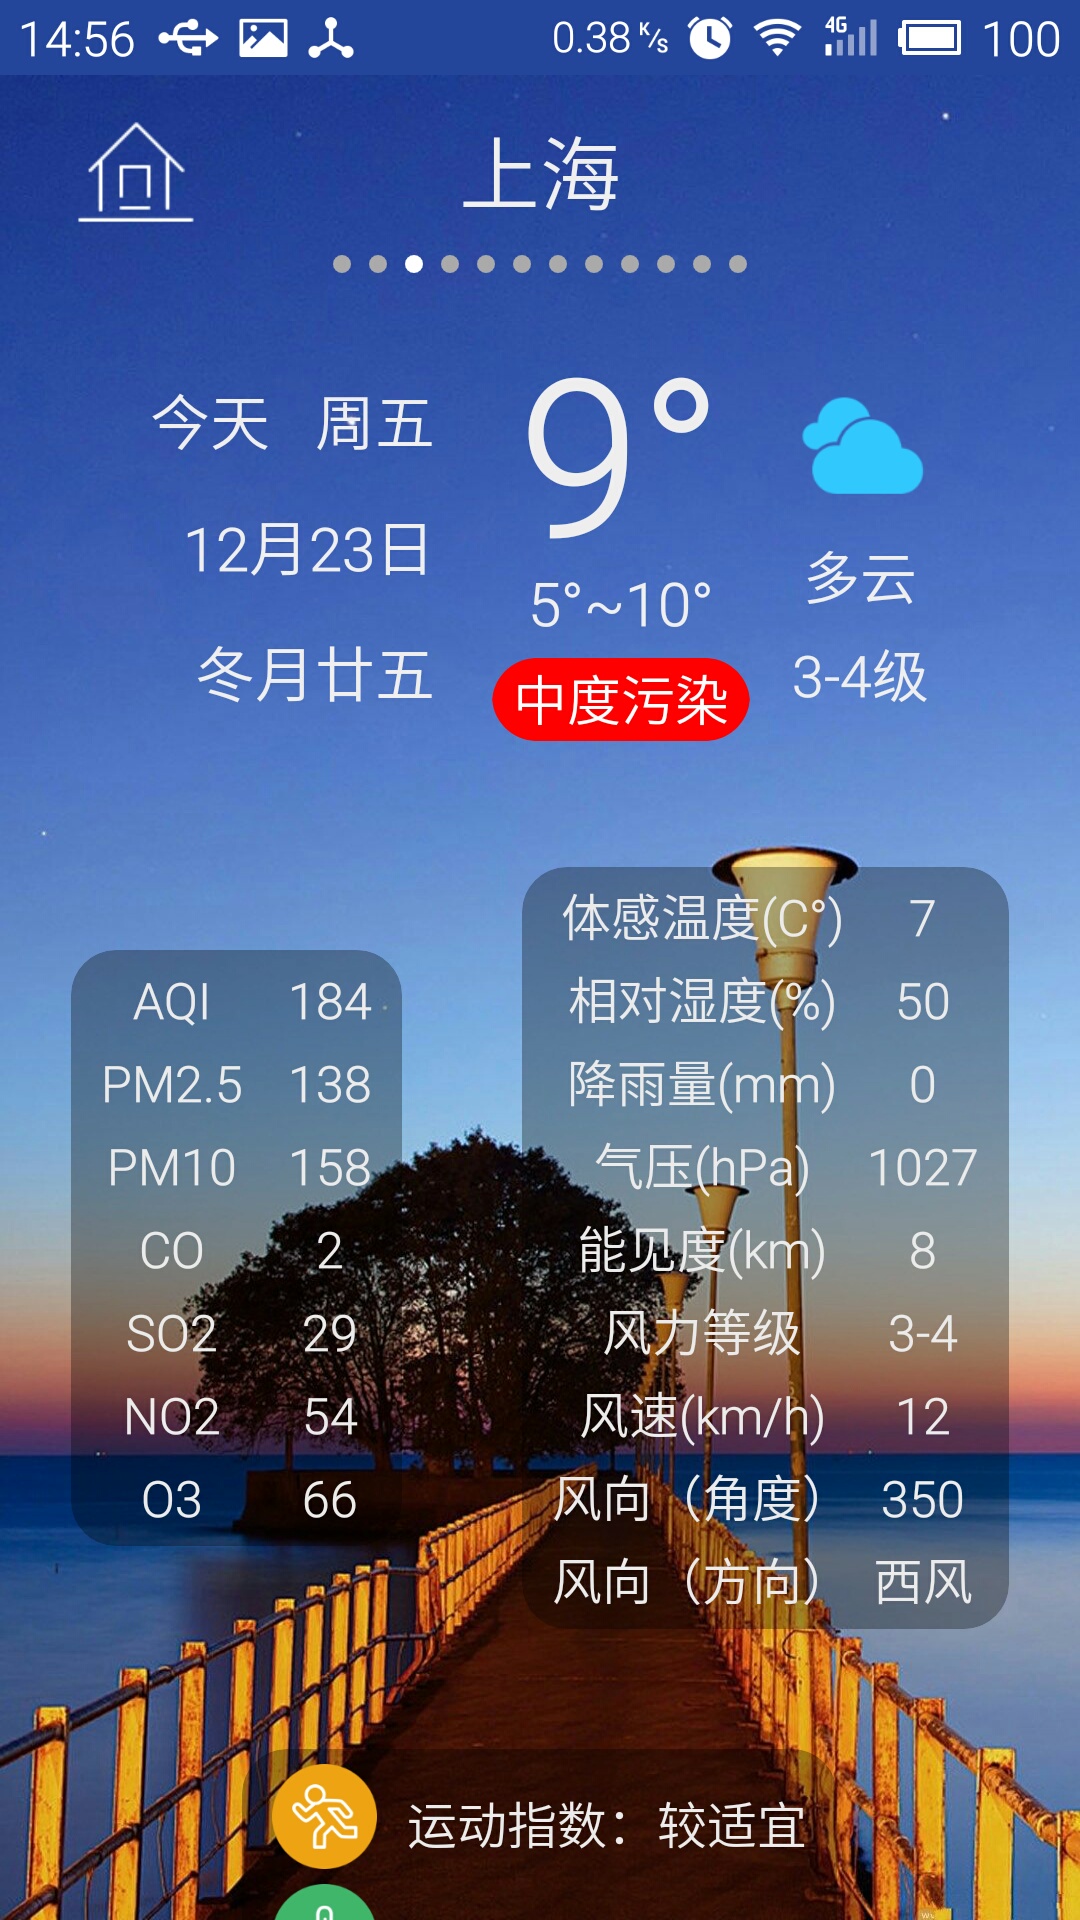 14:56 0.38 K/s 4G 100
上海
今天 周五
12月23日
冬月廿五
9°
5°~10°
中度污染
多云
3-4级
AQI 184
PM2.5 138
PM10 158
CO 2
SO2 29
NO2 54
O3 66
体感温度(C°) 7
相对湿度(%) 50
降雨量(mm) 0
气压(hPa) 1027
能见度(km) 8
风力等级 3-4
风速(km/h) 12
风向（角度） 350
风向（方向） 西风
运动指数：较适宜